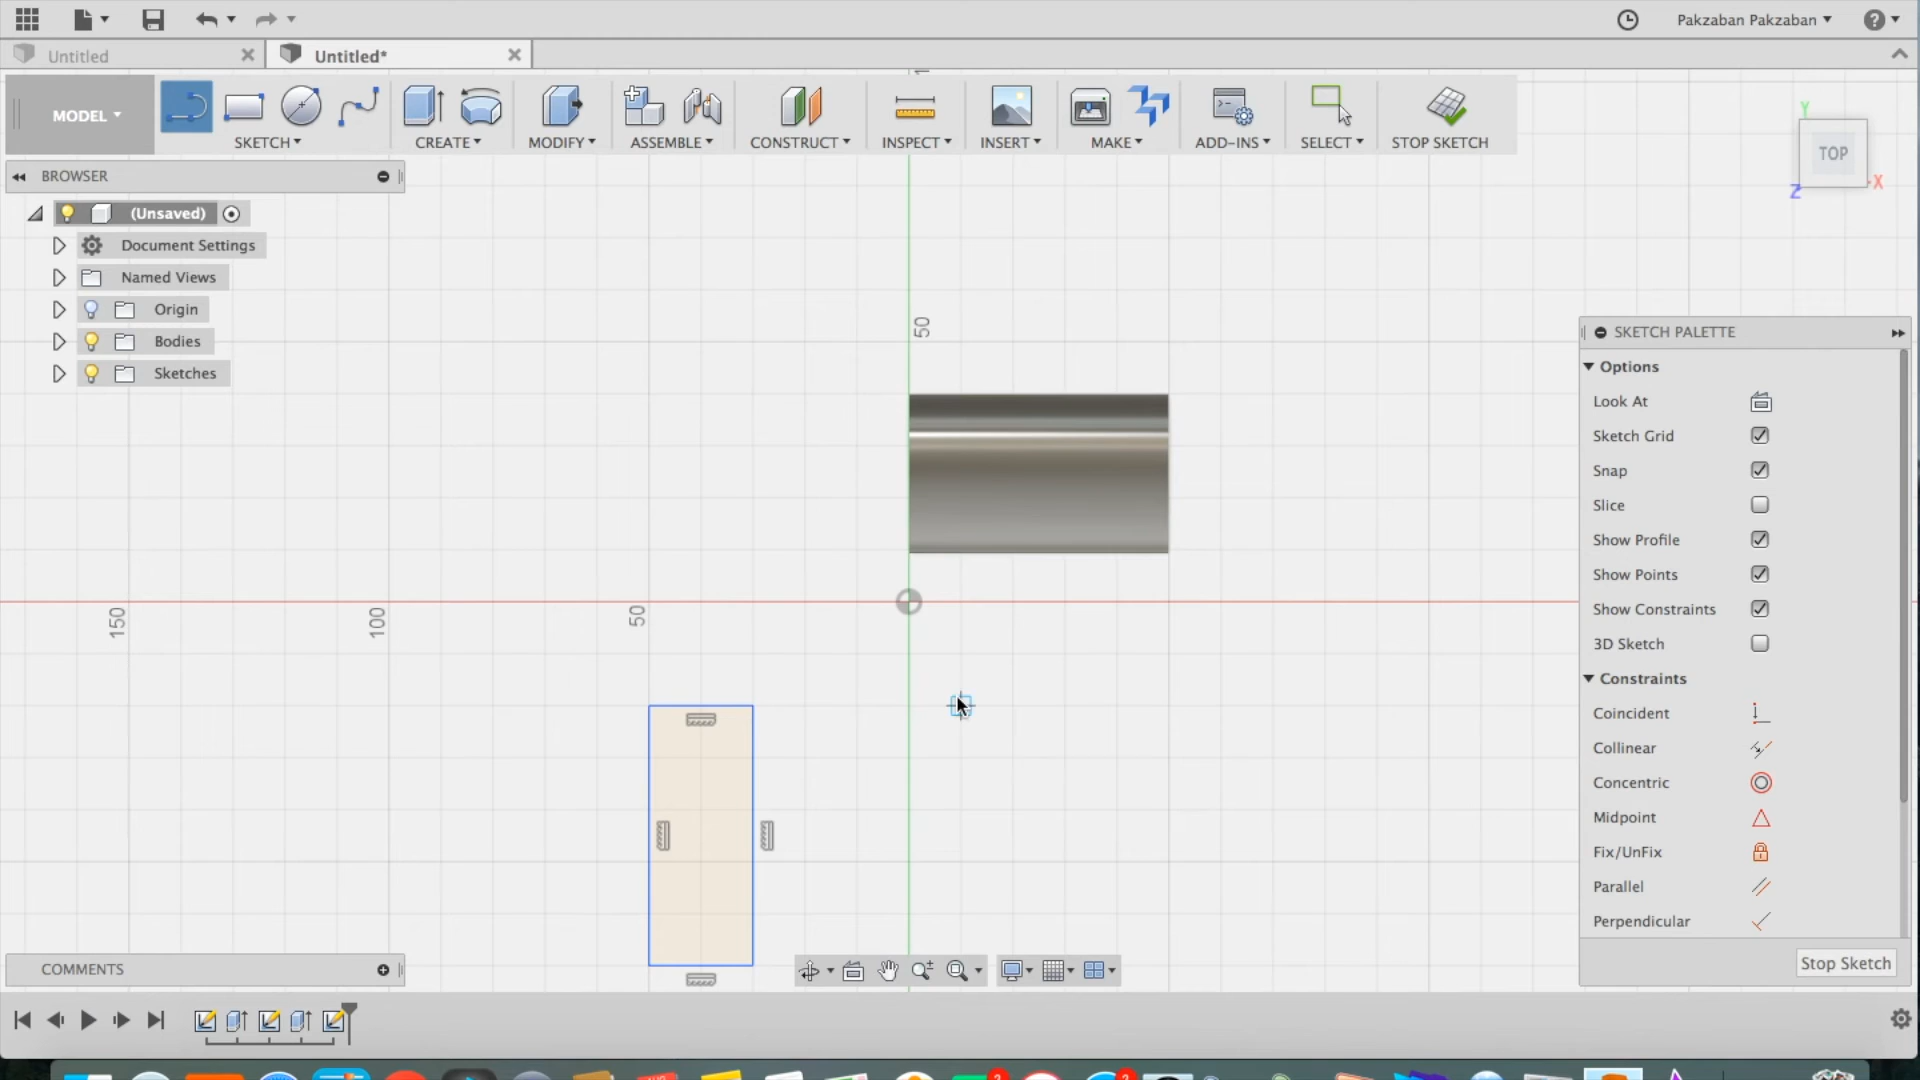 Pakzaban Pakzaban
Untitled
Untitled*
MODEL
SKETCH
CREATE
MODIFY
ASSEMBLE
CONSTRUCT
INSPECT
INSERT
MAKE
ADD-INS
SELECT
STOP SKETCH
Y
TOP
X
Z
BROWSER
(Unsaved)
Document Settings
Named Views
Origin
Bodies
Sketches
50
150
100
50
SKETCH PALETTE
Options
Look At
Sketch Grid
Snap
Slice
Show Profile
Show Points
Show Constraints
3D Sketch
Constraints
Coincident
Collinear
Concentric
Midpoint
Fix/UnFix
Parallel
Perpendicular
Stop Sketch
COMMENTS